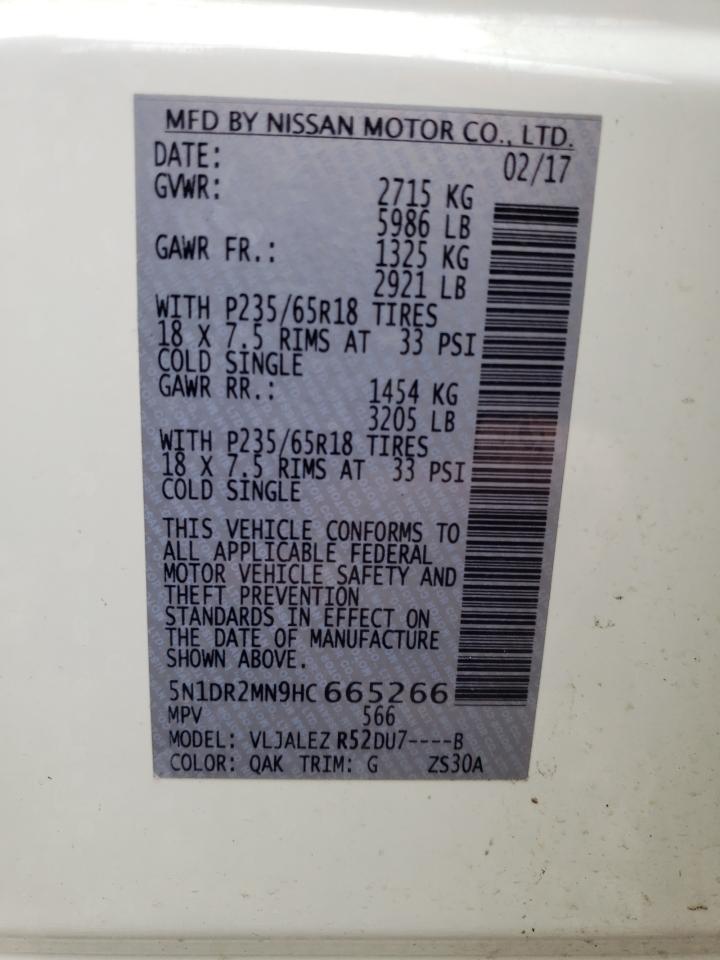 MFD BY NISSAN MOTOR CO., LTD.
DATE: 02/17
GVWR: 2715 KG
5986 LB
GAWR FR.: 1325 KG
2921 LB
WITH P235/65R18 TIRES
18 X 7.5 RIMS AT 33 PSI
COLD SINGLE
GAWR RR.: 1454 KG
3205 LB
WITH P235/65R18 TIRES
18 X 7.5 RIMS AT 33 PSI
COLD SINGLE
THIS VEHICLE CONFORMS TO
ALL APPLICABLE FEDERAL
MOTOR VEHICLE SAFETY AND
THEFT PREVENTION
STANDARDS IN EFFECT ON
THE DATE OF MANUFACTURE
SHOWN ABOVE.
5N1DR2MN9HC665266
MPV 566
MODEL: VLJALEZ R52DU7----B
COLOR: QAK TRIM: G ZS30A